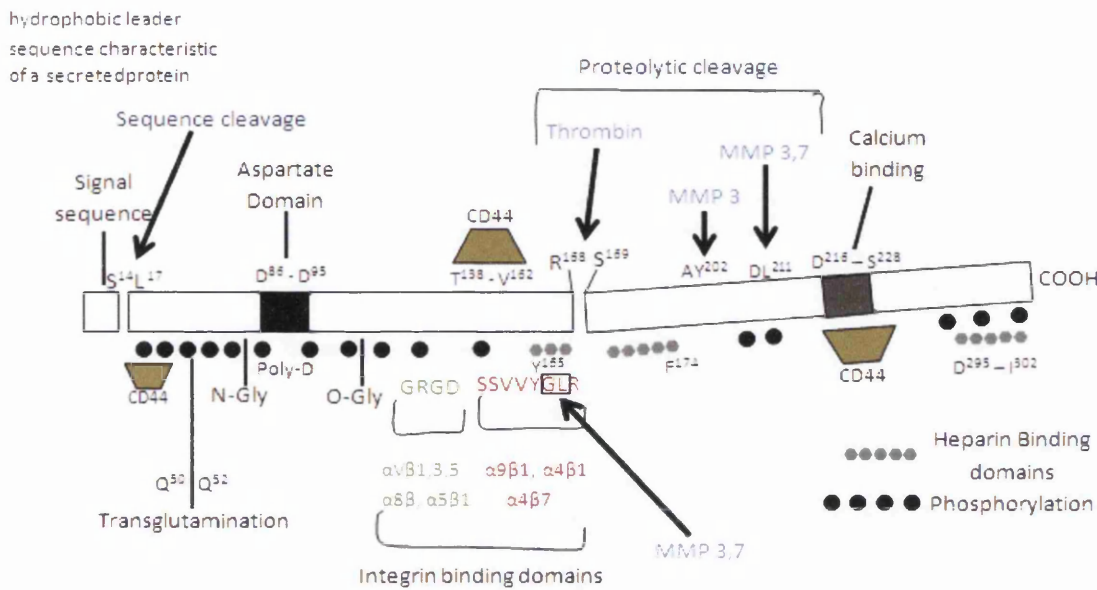 hydrophobic leader
sequence characteristic
of a secretedprotein
Proteolytic cleavage
Sequence cleavage
Thrombin
MMP 3,7
Calcium
binding
Signal
sequence
Aspartate
Domain
MMP 3
CD44
S¹⁴L¹⁷
D⁸⁶ - D⁹⁵
T¹³⁸ - V¹⁶²
R¹⁶⁸ S¹⁶⁹
AY²⁰²
DL²¹¹
D²¹⁶ – S²²⁸
COOH
Poly-D
Y¹⁶⁵
F¹⁷⁴
CD44
D²⁹⁵ – I³⁰²
CD44
N-Gly
O-Gly
GRGD
SSVVYGLR
Heparin Binding
domains
αVβ1,3,5
α9β1, α4β1
Q⁵⁰ Q⁵²
α8β, α5β1
α4β7
Phosphorylation
Transglutamination
MMP 3,7
Integrin binding domains